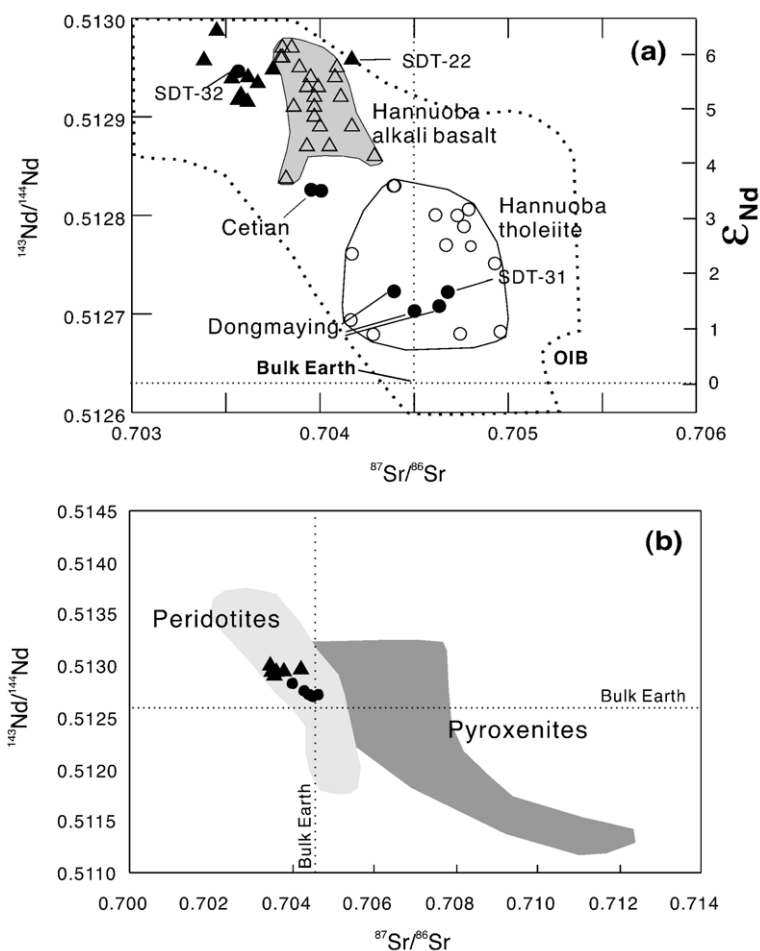 0.5130
(a)
6
SDT-22
SDT-32
0.5129
Hannuoba
alkali basalt
5
4
¹⁴³Nd/¹⁴⁴Nd
0.5128
Cetian
Hannuoba
tholeiite
3
εNd
2
SDT-31
0.5127
Dongmaying
1
Bulk Earth
OIB
0
0.5126
0.703
0.704
0.705
0.706
⁸⁷Sr/⁸⁶Sr
0.5145
(b)
0.5140
0.5135
Peridotites
0.5130
¹⁴³Nd/¹⁴⁴Nd
Bulk Earth
0.5125
Pyroxenites
0.5120
Bulk Earth
0.5115
0.5110
0.700
0.702
0.704
0.706
0.708
0.710
0.712
0.714
⁸⁷Sr/⁸⁶Sr